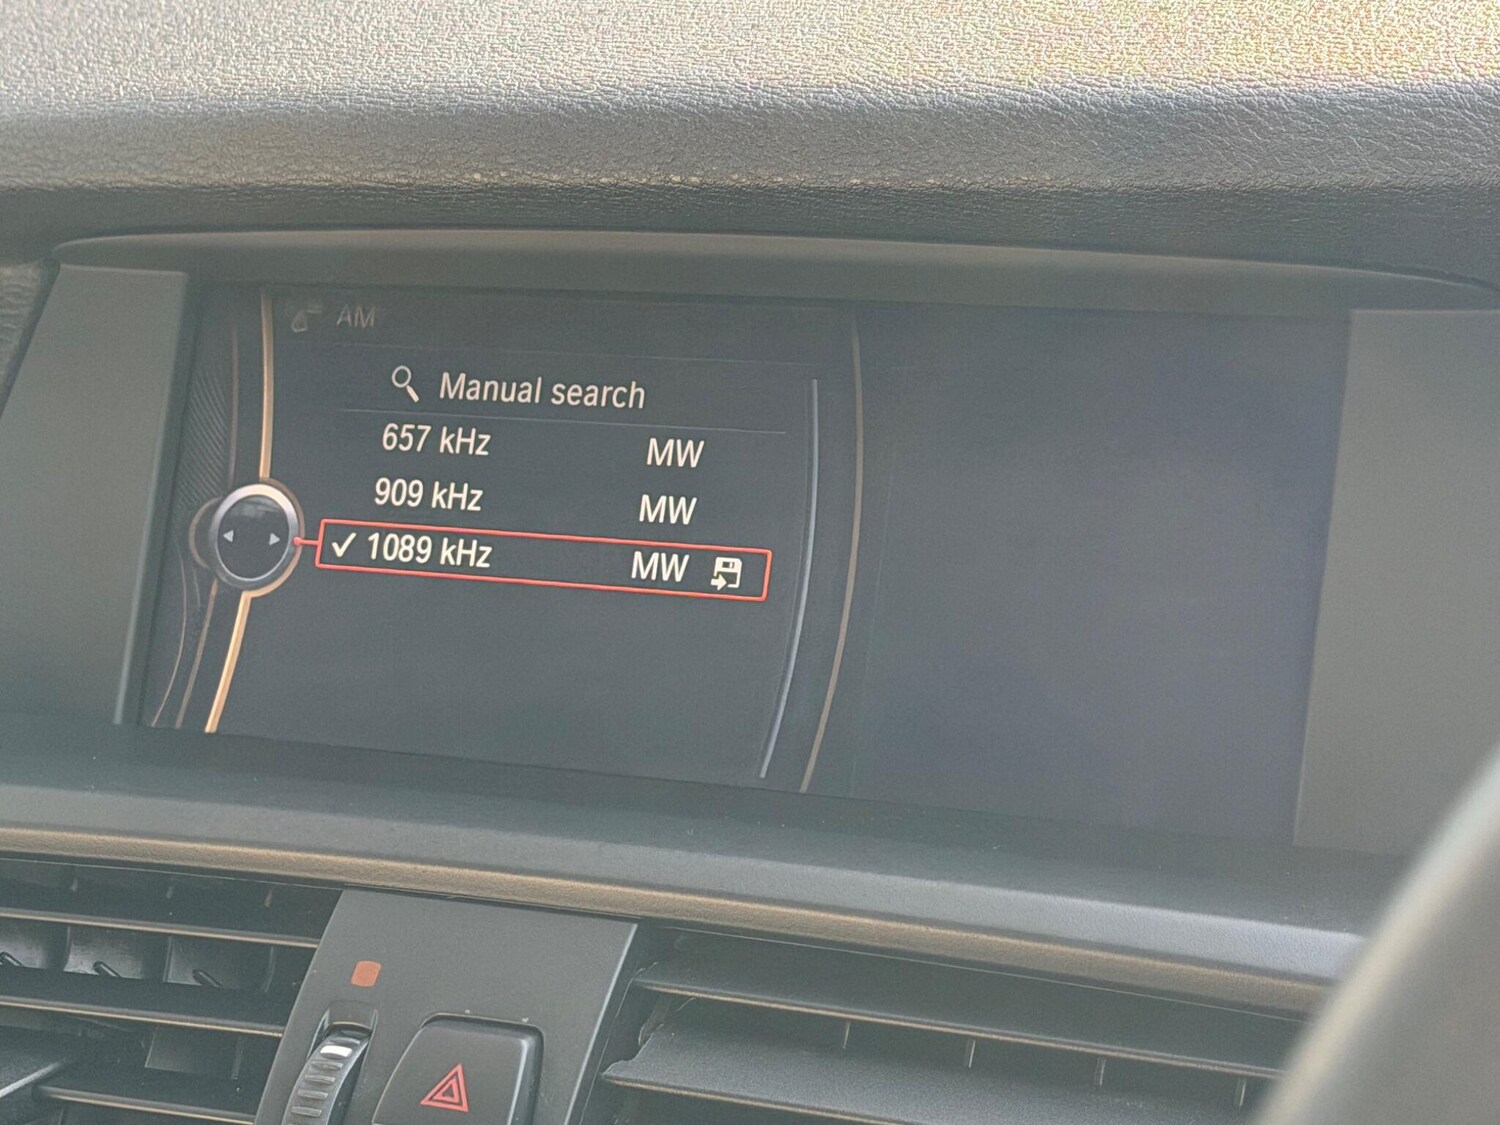 AM
Manual search
657 kHz MW
909 kHz MW
1089 kHz MW